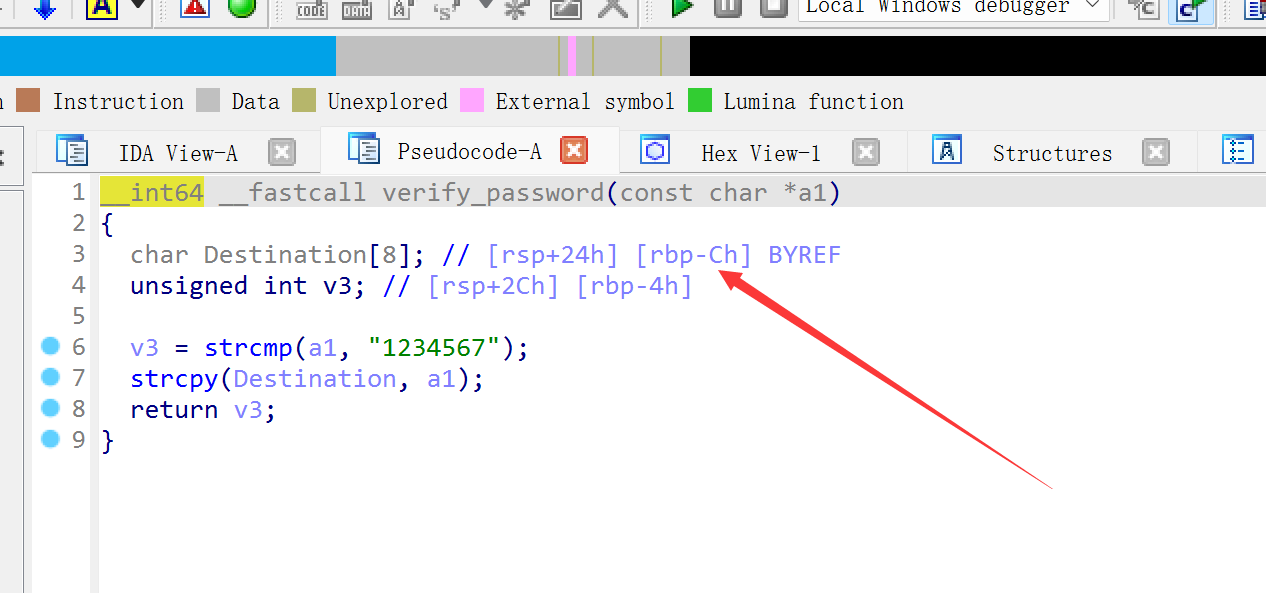 Local Windows debugger
Instruction Data Unexplored External symbol Lumina function
IDA View-A Pseudocode-A Hex View-1 Structures
1 __int64 __fastcall verify_password(const char *a1)
2 {
3 char Destination[8]; // [rsp+24h] [rbp-Ch] BYREF
4 unsigned int v3; // [rsp+2Ch] [rbp-4h]
5
6 v3 = strcmp(a1, "1234567");
7 strcpy(Destination, a1);
8 return v3;
9 }